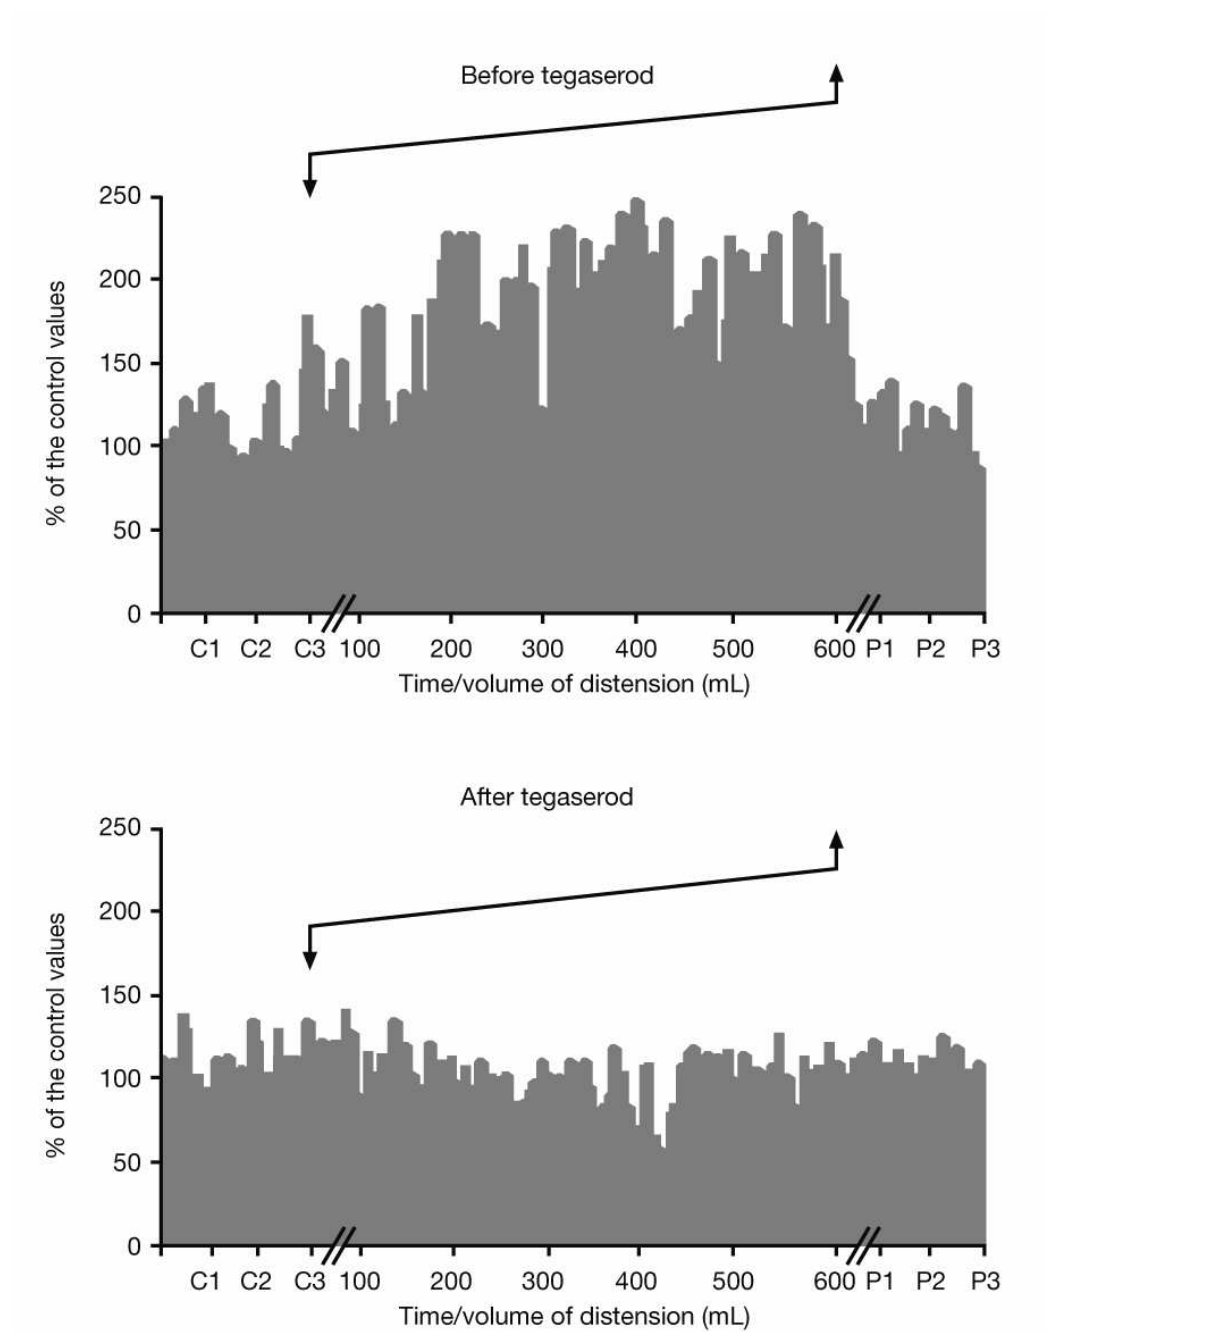 Before tegaserod
250
200
150
100
50
0
% of the control values
C1 C2 C3 100 200 300 400 500 600 P1 P2 P3
Time/volume of distension (mL)
After tegaserod
250
200
150
100
50
0
% of the control values
C1 C2 C3 100 200 300 400 500 600 P1 P2 P3
Time/volume of distension (mL)